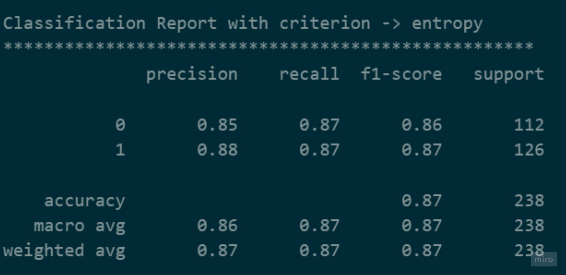 Classification Report with criterion -> entropy
*****************************************************
precision recall f1-score support
0 0.85 0.87 0.86 112
1 0.88 0.87 0.87 126
accuracy 0.87 238
macro avg 0.86 0.87 0.87 238
weighted avg 0.87 0.87 0.87 238
miro